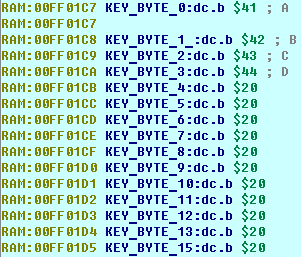 RAM:00FF01C7 KEY_BYTE_0:dc.b $41 ; A
RAM:00FF01C7
RAM:00FF01C8 KEY_BYTE_1_:dc.b $42 ; B
RAM:00FF01C9 KEY_BYTE_2:dc.b $43 ; C
RAM:00FF01CA KEY_BYTE_3:dc.b $44 ; D
RAM:00FF01CB KEY_BYTE_4:dc.b $20
RAM:00FF01CC KEY_BYTE_5:dc.b $20
RAM:00FF01CD KEY_BYTE_6:dc.b $20
RAM:00FF01CE KEY_BYTE_7:dc.b $20
RAM:00FF01CF KEY_BYTE_8:dc.b $20
RAM:00FF01D0 KEY_BYTE_9:dc.b $20
RAM:00FF01D1 KEY_BYTE_10:dc.b $20
RAM:00FF01D2 KEY_BYTE_11:dc.b $20
RAM:00FF01D3 KEY_BYTE_12:dc.b $20
RAM:00FF01D4 KEY_BYTE_13:dc.b $20
RAM:00FF01D5 KEY_BYTE_15:dc.b $20